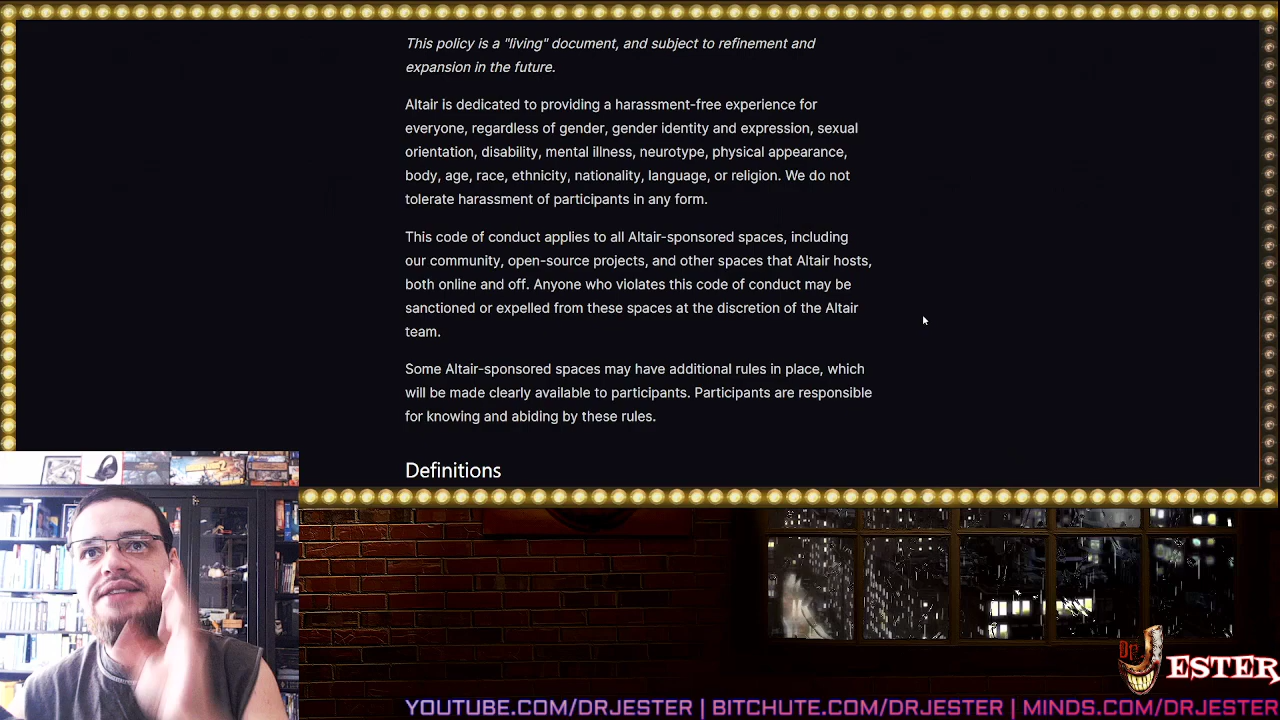 This policy is a "living" document, and subject to refinement and
expansion in the future.
Altair is dedicated to providing a harassment-free experience for
everyone, regardless of gender, gender identity and expression, sexual
orientation, disability, mental illness, neurotype, physical appearance,
body, age, race, ethnicity, nationality, language, or religion. We do not
tolerate harassment of participants in any form.
This code of conduct applies to all Altair-sponsored spaces, including
our community, open-source projects, and other spaces that Altair hosts,
both online and off. Anyone who violates this code of conduct may be
sanctioned or expelled from these spaces at the discretion of the Altair
team.
Some Altair-sponsored spaces may have additional rules in place, which
will be made clearly available to participants. Participants are responsible
for knowing and abiding by these rules.
Definitions
Dr. JESTER
YOUTUBE.COM/DRJESTER | BITCHUTE.COM/DRJESTER | MINDS.COM/DRJESTER